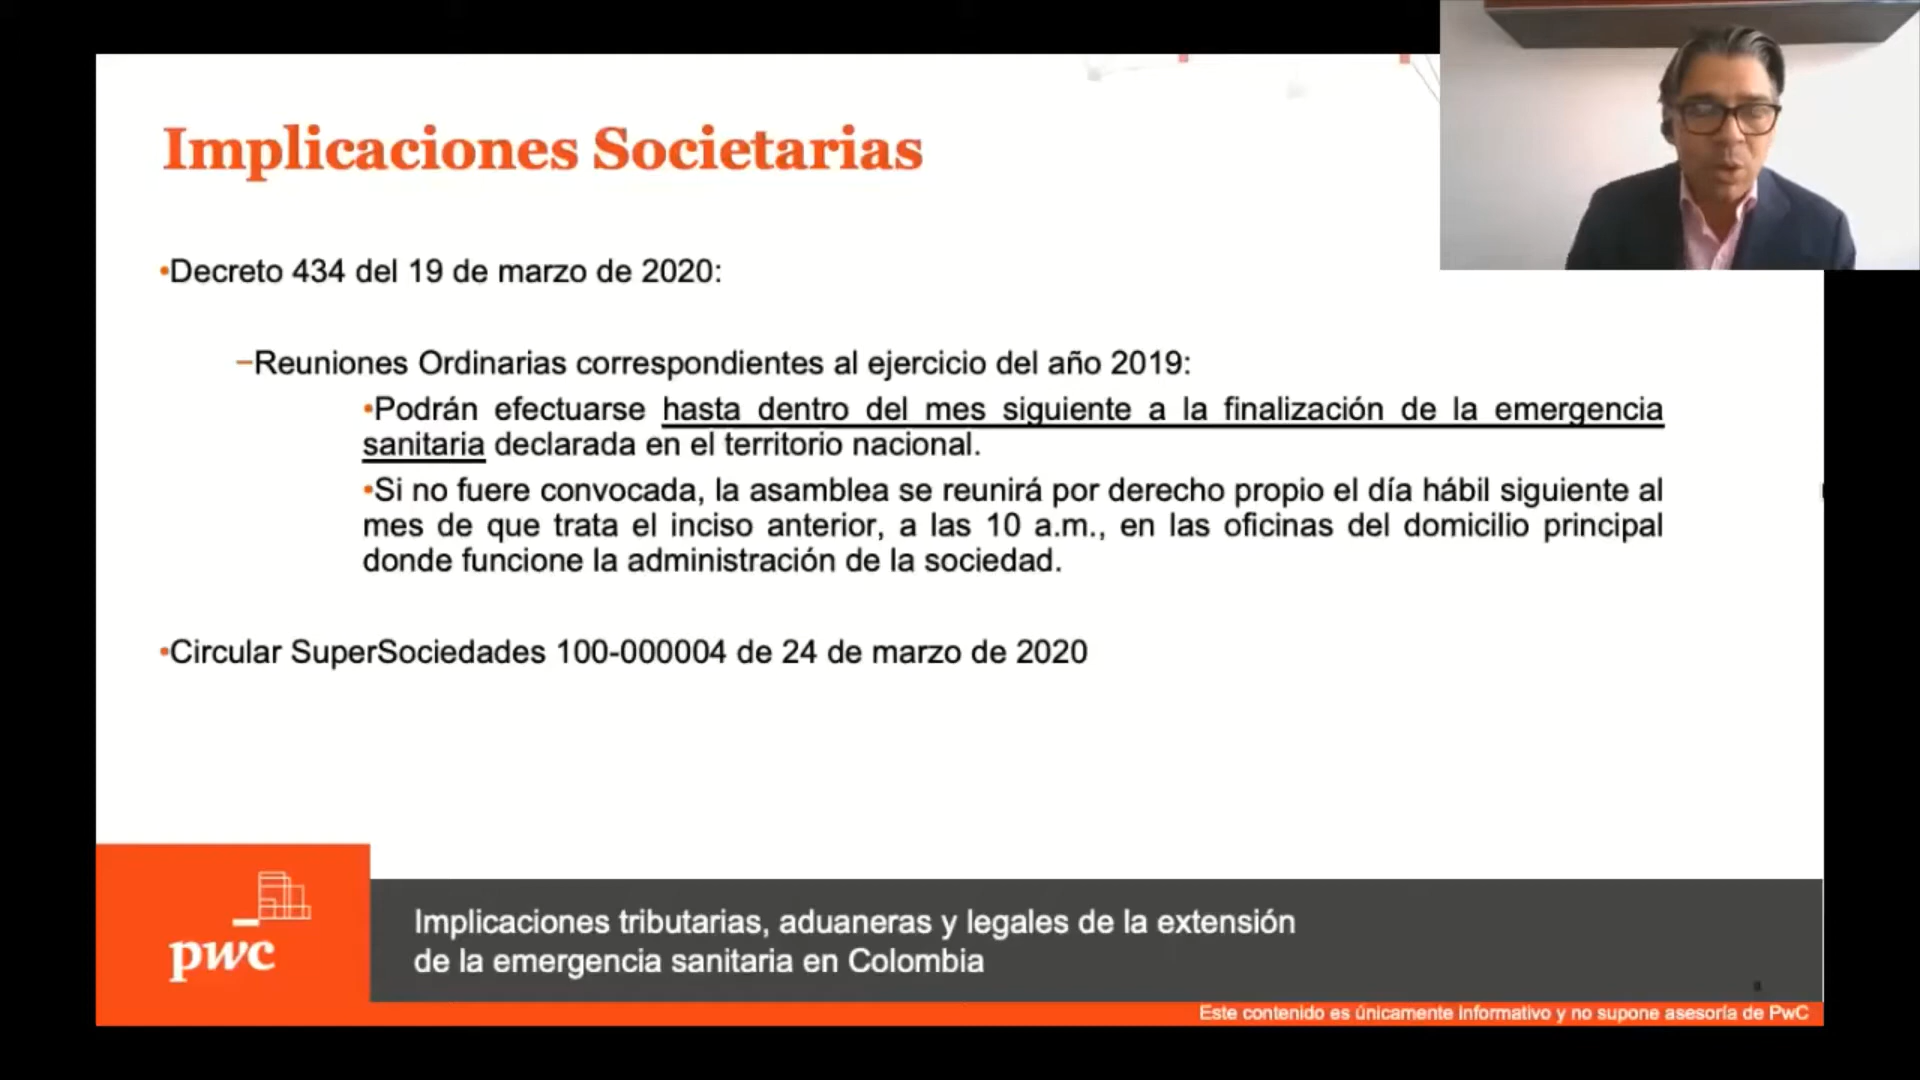 Implicaciones Societarias
•Decreto 434 del 19 de marzo de 2020:
–Reuniones Ordinarias correspondientes al ejercicio del año 2019:
•Podrán efectuarse hasta dentro del mes siguiente a la finalización de la emergencia
sanitaria declarada en el territorio nacional.
•Si no fuere convocada, la asamblea se reunirá por derecho propio el día hábil siguiente al
mes de que trata el inciso anterior, a las 10 a.m., en las oficinas del domicilio principal
donde funcione la administración de la sociedad.
•Circular SuperSociedades 100-000004 de 24 de marzo de 2020
pwc
Implicaciones tributarias, aduaneras y legales de la extensión
de la emergencia sanitaria en Colombia
Este contenido es únicamente informativo y no supone asesoría de PwC